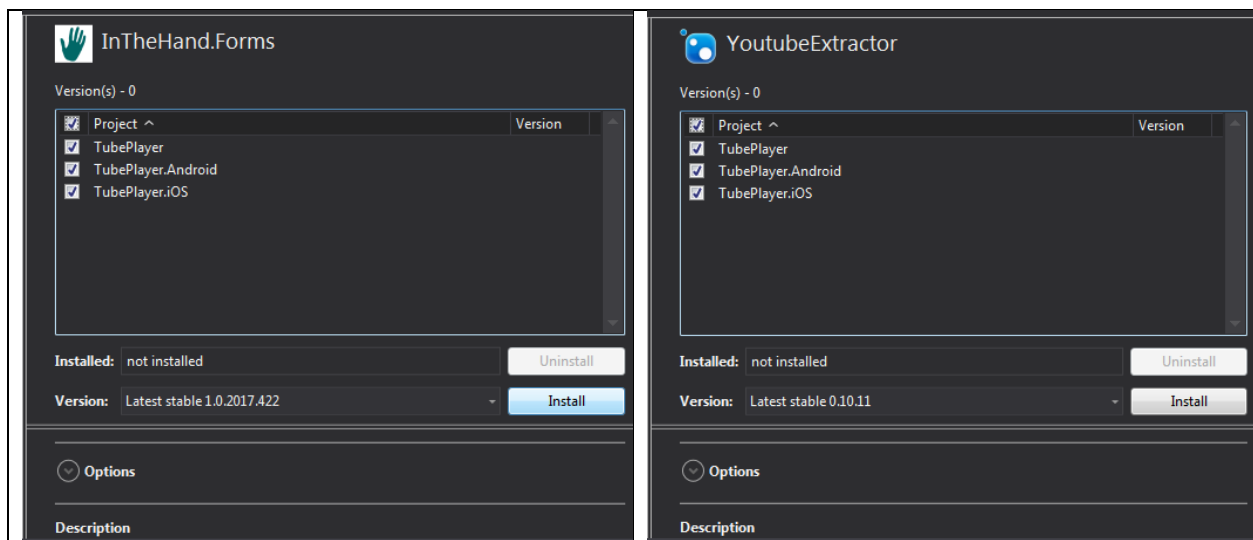 InTheHand.Forms
Version(s) - 0
Project Version
TubePlayer
TubePlayer.Android
TubePlayer.iOS
Installed: not installed Uninstall
Version: Latest stable 1.0.2017.422 Install
Options
Description
YoutubeExtractor
Version(s) - 0
Project Version
TubePlayer
TubePlayer.Android
TubePlayer.iOS
Installed: not installed Uninstall
Version: Latest stable 0.10.11 Install
Options
Description